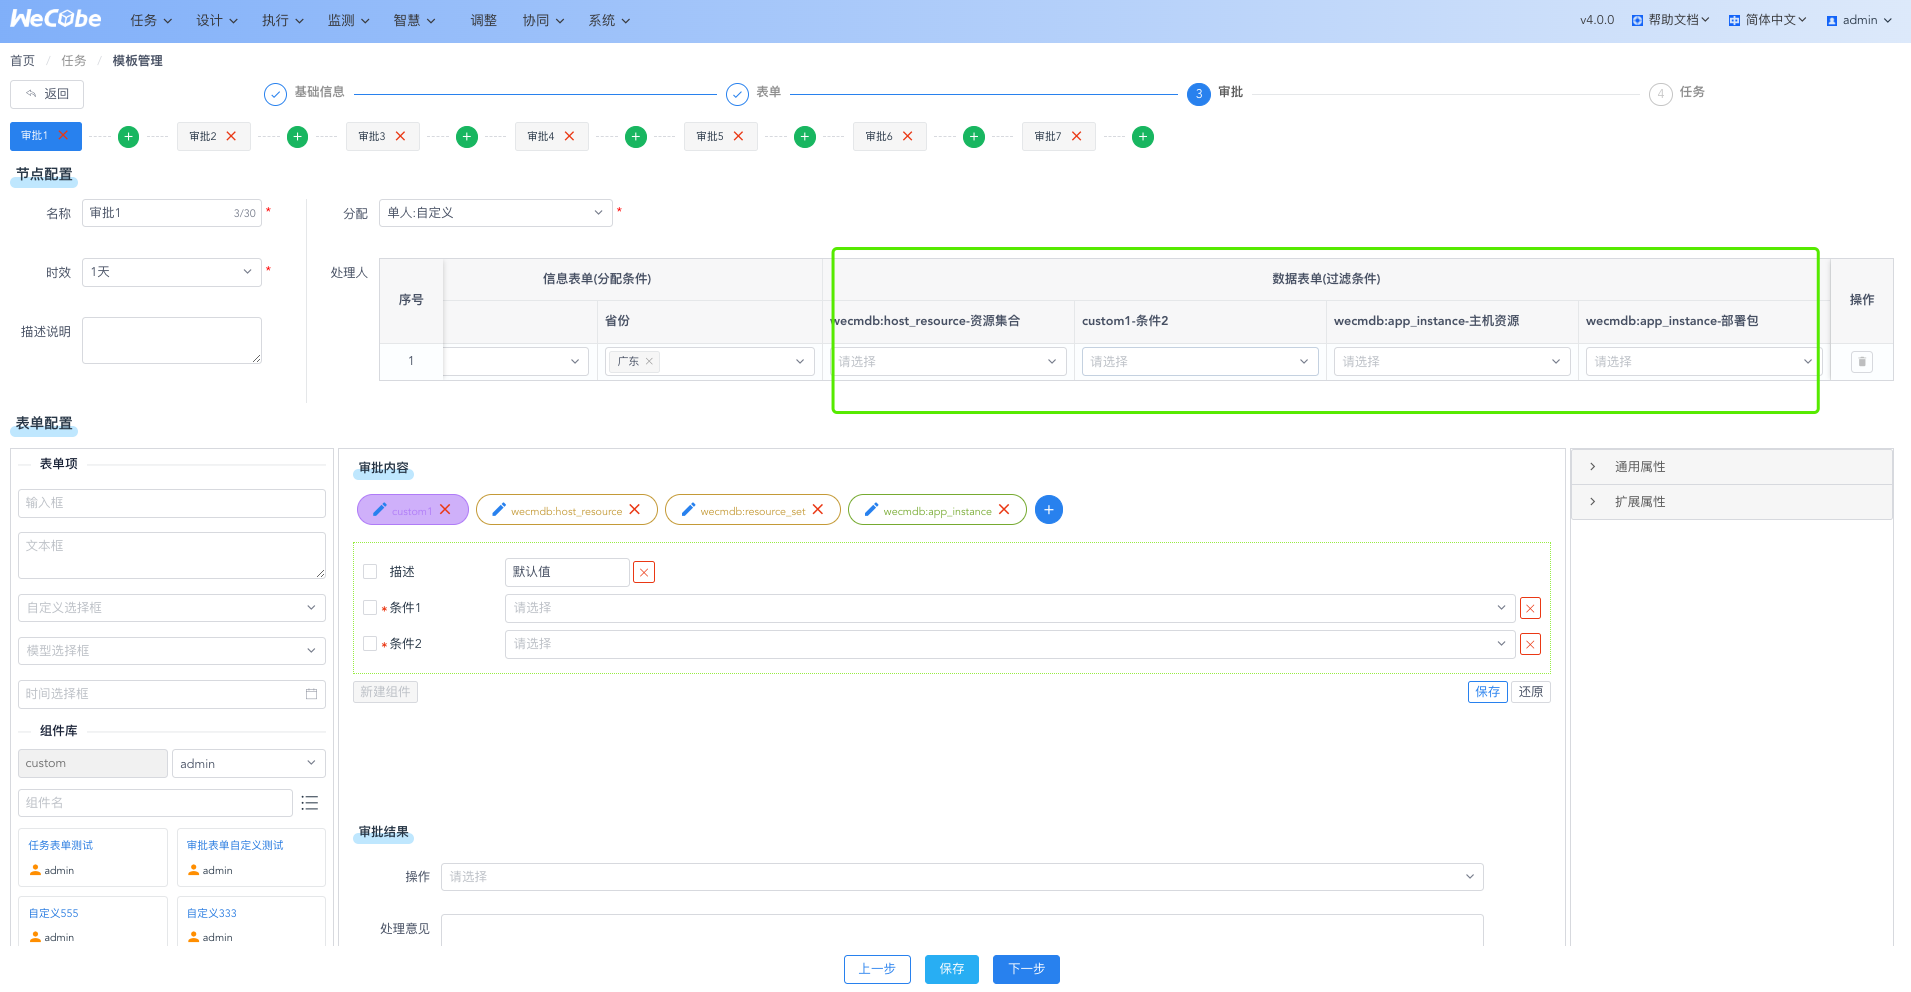 WeCube 任务 设计 执行 监测 智慧 调整 协同 系统 v4.0.0 帮助文档 简体中文 admin
首页 / 任务 / 模板管理
返回 基础信息 表单 3 审批 4 任务
审批1 审批2 审批3 审批4 审批5 审批6 审批7
节点配置
名称 审批1 3/30 * 分配 单人:自定义 *
时效 1天 * 处理人
序号 信息表单(分配条件) 数据表单(过滤条件) 操作
省份 wecmdb:host_resource-资源集合 custom1-条件2 wecmdb:app_instance-主机资源 wecmdb:app_instance-部署包
1 广东 请选择 请选择 请选择 请选择
描述说明
表单配置
表单项
输入框
文本框
自定义选择框
模型选择框
时间选择框
组件库
custom admin
组件名
任务表单测试 审批表单自定义测试
admin admin
自定义555 自定义333
admin admin
审批内容
custom1 wecmdb:host_resource wecmdb:resource_set wecmdb:app_instance
描述 默认值
* 条件1 请选择
* 条件2 请选择
新建组件 保存 还原
审批结果
操作 请选择
处理意见
通用属性
扩展属性
上一步 保存 下一步